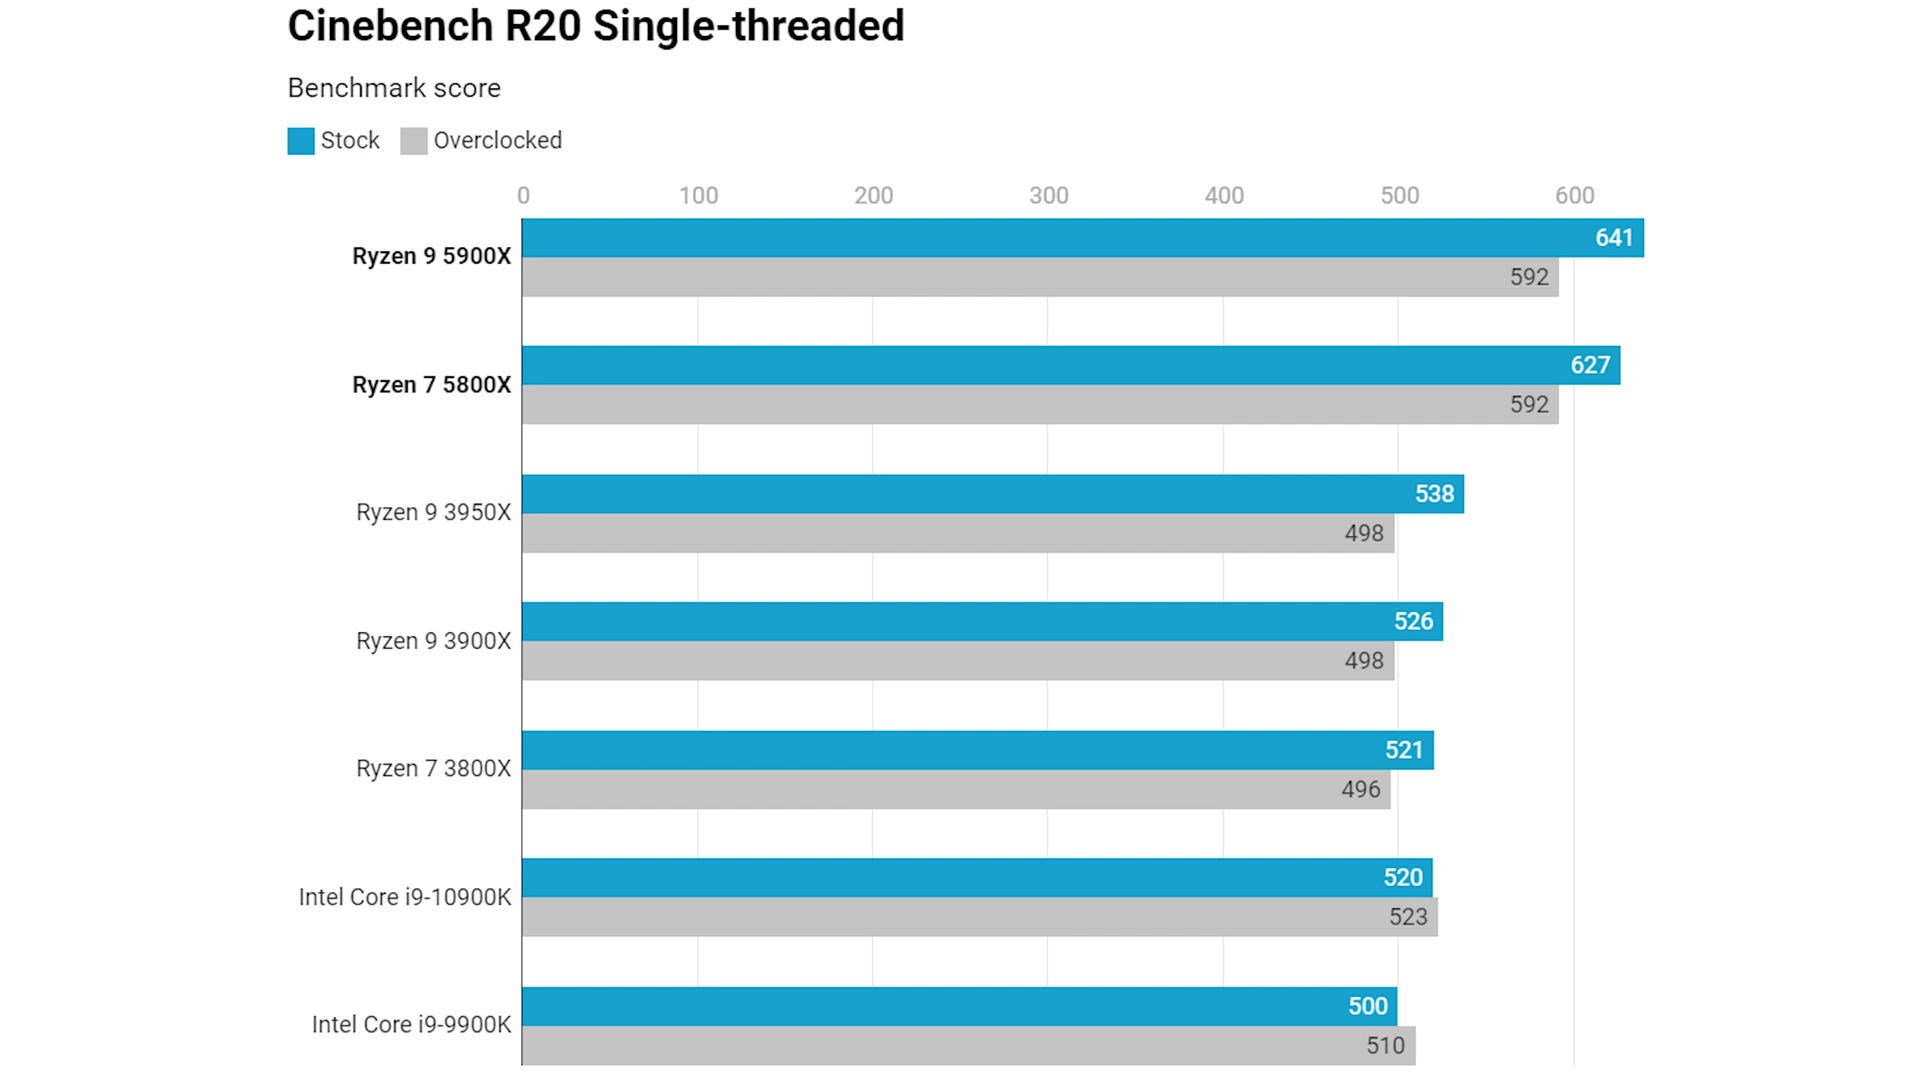 Cinebench R20 Single-threaded
Benchmark score
Stock Overclocked
0 100 200 300 400 500 600
641
Ryzen 9 5900X
592
627
Ryzen 7 5800X
592
538
Ryzen 9 3950X
498
526
Ryzen 9 3900X
498
521
Ryzen 7 3800X
496
520
Intel Core i9-10900K
523
500
Intel Core i9-9900K
510